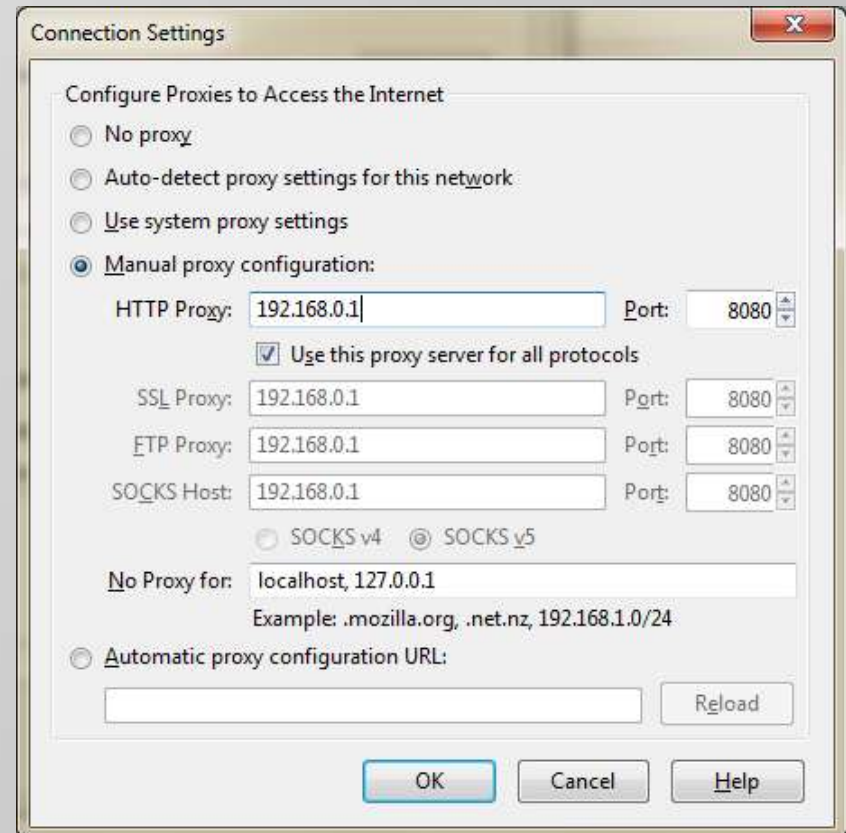 Connection Settings
Configure Proxies to Access the Internet
No proxy
Auto-detect proxy settings for this network
Use system proxy settings
Manual proxy configuration:
HTTP Proxy: 192.168.0.1 Port: 8080
Use this proxy server for all protocols
SSL Proxy: 192.168.0.1 Port: 8080
FTP Proxy: 192.168.0.1 Port: 8080
SOCKS Host: 192.168.0.1 Port: 8080
SOCKS v4 SOCKS v5
No Proxy for: localhost, 127.0.0.1
Example: .mozilla.org, .net.nz, 192.168.1.0/24
Automatic proxy configuration URL:
Reload
OK Cancel Help